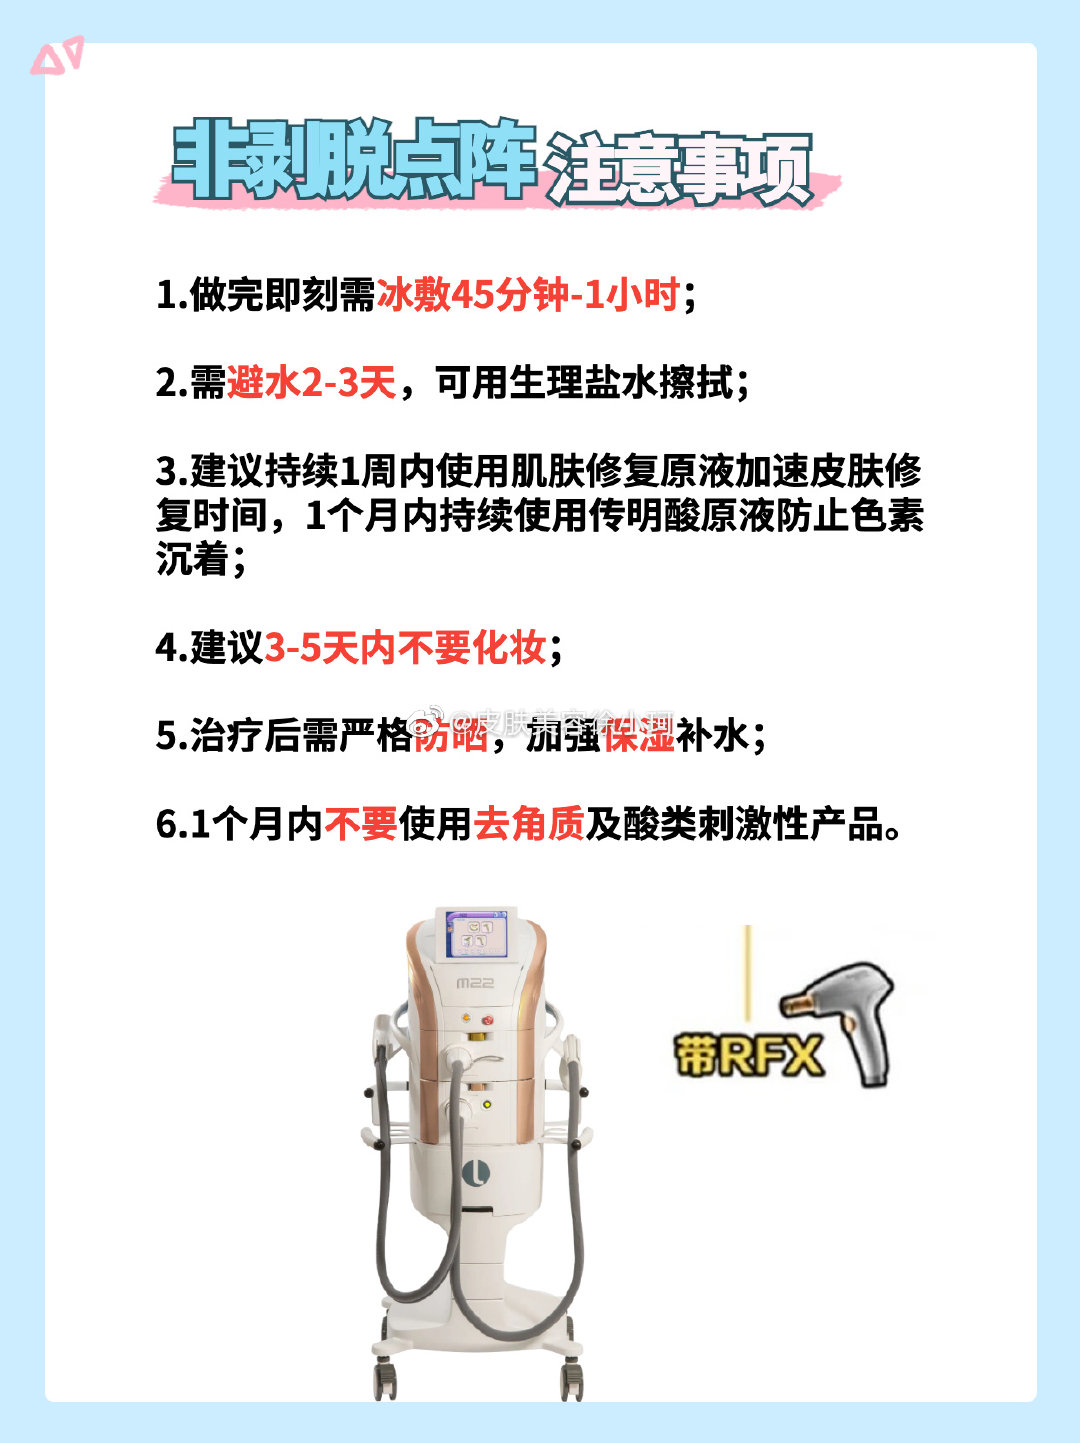 非剥脱点阵 注意事项
1.做完即刻需冰敷45分钟-1小时；
2.需避水2-3天，可用生理盐水擦拭；
3.建议持续1周内使用肌肤修复原液加速皮肤修
复时间，1个月内持续使用传明酸原液防止色素
沉着；
4.建议3-5天内不要化妆；
5.治疗后需严格防晒，加强保湿补水；
@皮肤美容徐小珂
6.1个月内不要使用去角质及酸类刺激性产品。
M22
带RFX